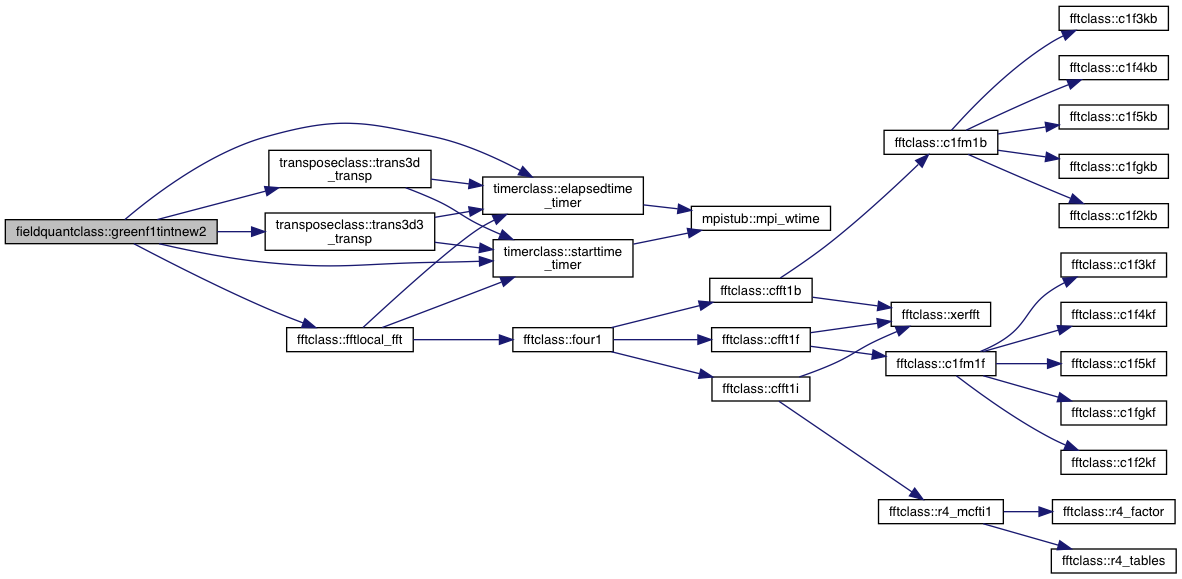 fieldquantclass::greenf1tintnew2
transposeclass::trans3d
_transp
transposeclass::trans3d3
_transp
fftclass::fftlocal_fft
timerclass::elapsedtime
_timer
timerclass::starttime
_timer
fftclass::four1
mpistub::mpi_wtime
fftclass::cfft1b
fftclass::cfft1f
fftclass::cfft1i
fftclass::c1fm1b
fftclass::xerfft
fftclass::c1fm1f
fftclass::r4_mcfti1
fftclass::c1f3kb
fftclass::c1f4kb
fftclass::c1f5kb
fftclass::c1fgkb
fftclass::c1f2kb
fftclass::c1f3kf
fftclass::c1f4kf
fftclass::c1f5kf
fftclass::c1fgkf
fftclass::c1f2kf
fftclass::r4_factor
fftclass::r4_tables